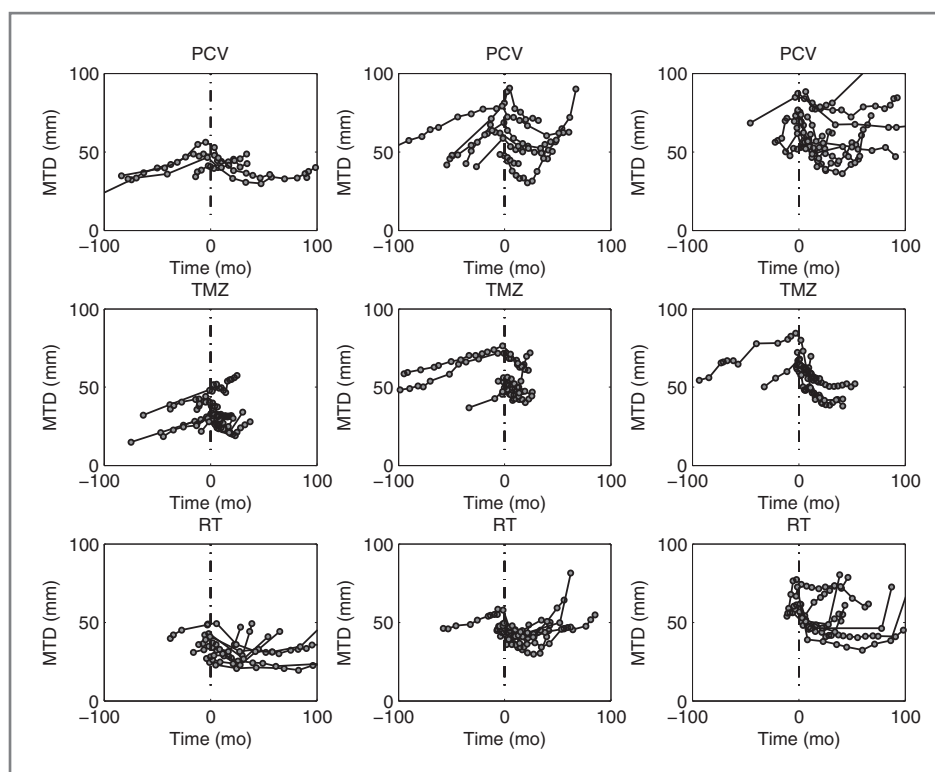 PCV PCV PCV
100 100 100
MTD (mm) MTD (mm) MTD (mm)
50 50 50
0 0 0
−100 0 100 −100 0 100 −100 0 100
Time (mo) Time (mo) Time (mo)
TMZ TMZ TMZ
100 100 100
MTD (mm) MTD (mm) MTD (mm)
50 50 50
0 0 0
−100 0 100 −100 0 100 −100 0 100
Time (mo) Time (mo) Time (mo)
RT RT RT
100 100 100
MTD (mm) MTD (mm) MTD (mm)
50 50 50
0 0 0
−100 0 100 −100 0 100 −100 0 100
Time (mo) Time (mo) Time (mo)